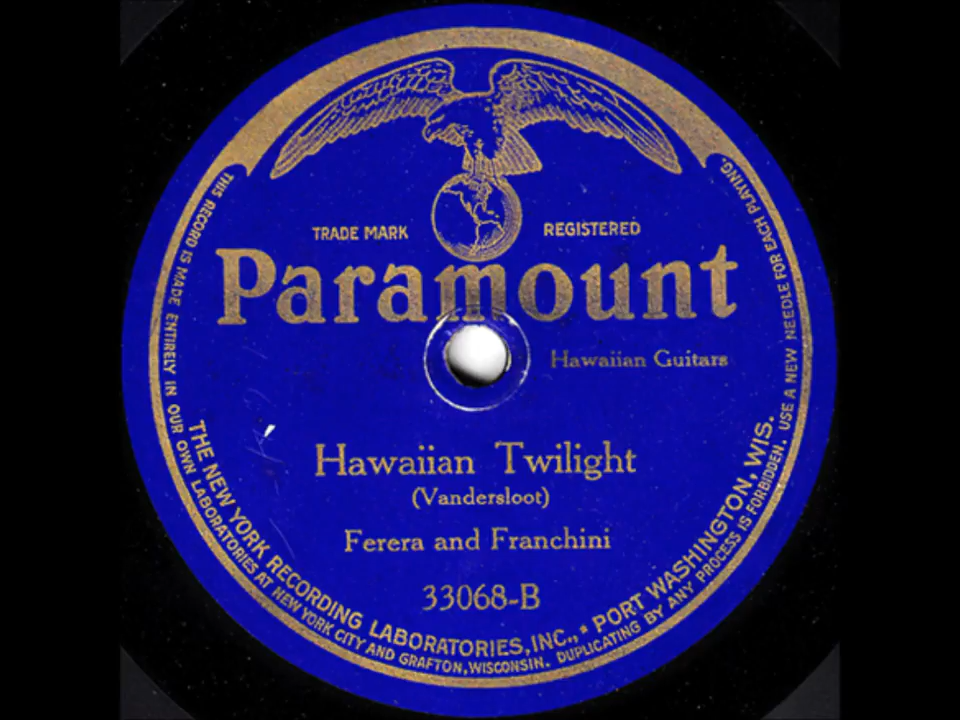 TRADE MARK REGISTERED
Paramount
Hawaiian Guitars
Hawaiian Twilight
(Vandersloot)
Ferera and Franchini
33068-B
THE NEW YORK RECORDING LABORATORIES, INC., • PORT WASHINGTON, WIS.
THIS RECORD IS MADE ENTIRELY IN OUR OWN LABORATORIES AT NEW YORK CITY AND GRAFTON, WISCONSIN. DUPLICATING BY ANY PROCESS IS FORBIDDEN. USE A NEW NEEDLE FOR EACH PLAYING.